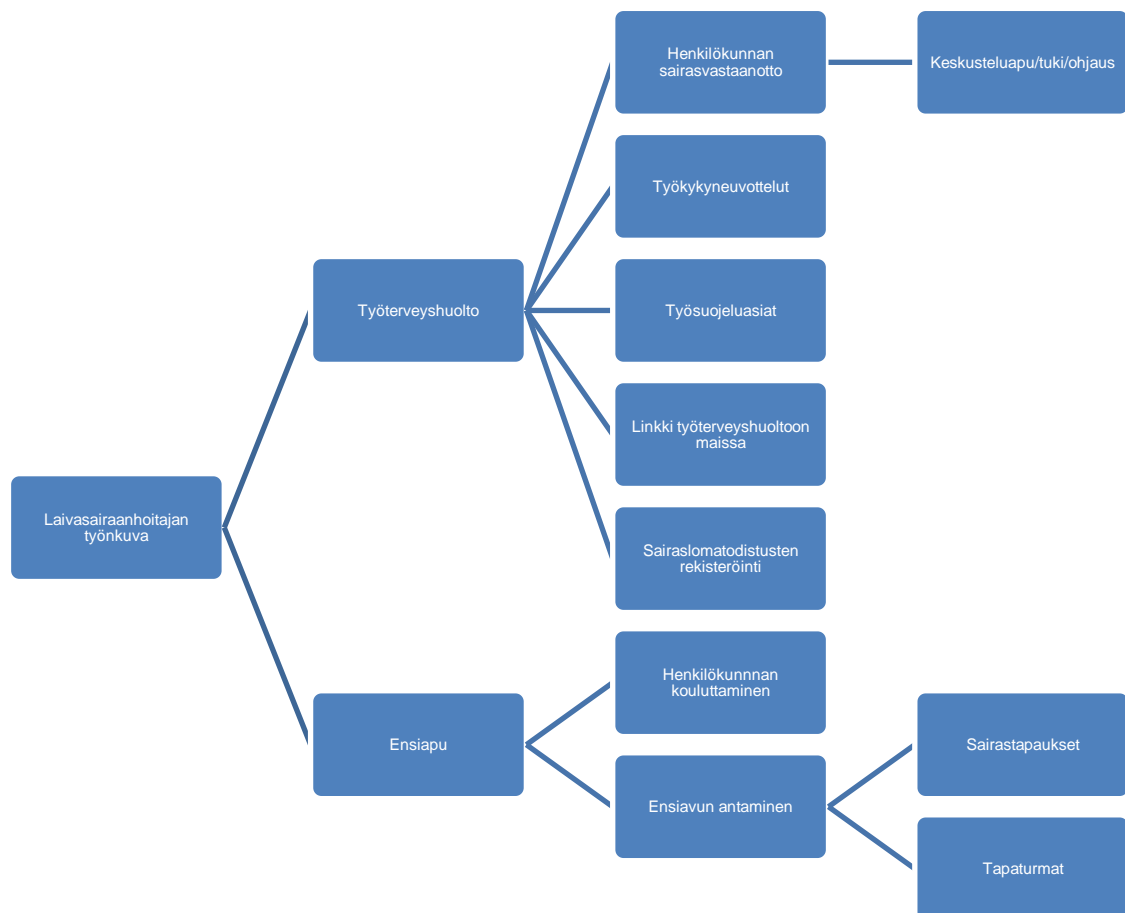 Henkilökunnan
sairasvastaanotto
Keskusteluapu/tuki/ohjaus
Työkykyneuvottelut
Työterveyshuolto
Työsuojeluasiat
Linkki työterveyshuoltoon
maissa
Laivasairaanhoitajan
työnkuva
Sairaslomatodistusten
rekisteröinti
Henkilökunnnan
kouluttaminen
Ensiapu
Sairastapaukset
Ensiavun antaminen
Tapaturmat